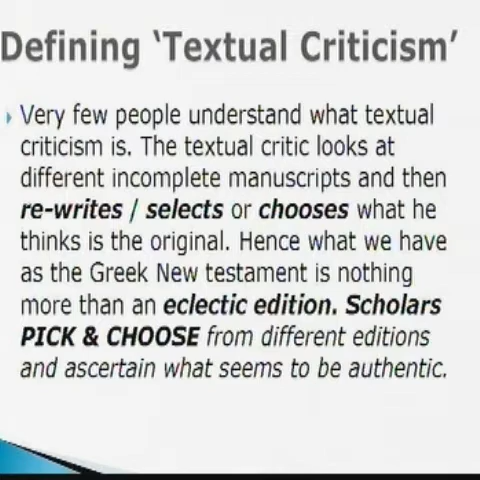 Defining ‘Textual Criticism’
Very few people understand what textual
criticism is. The textual critic looks at
different incomplete manuscripts and then
re-writes / selects or chooses what he
thinks is the original. Hence what we have
as the Greek New testament is nothing
more than an eclectic edition. Scholars
PICK & CHOOSE from different editions
and ascertain what seems to be authentic.